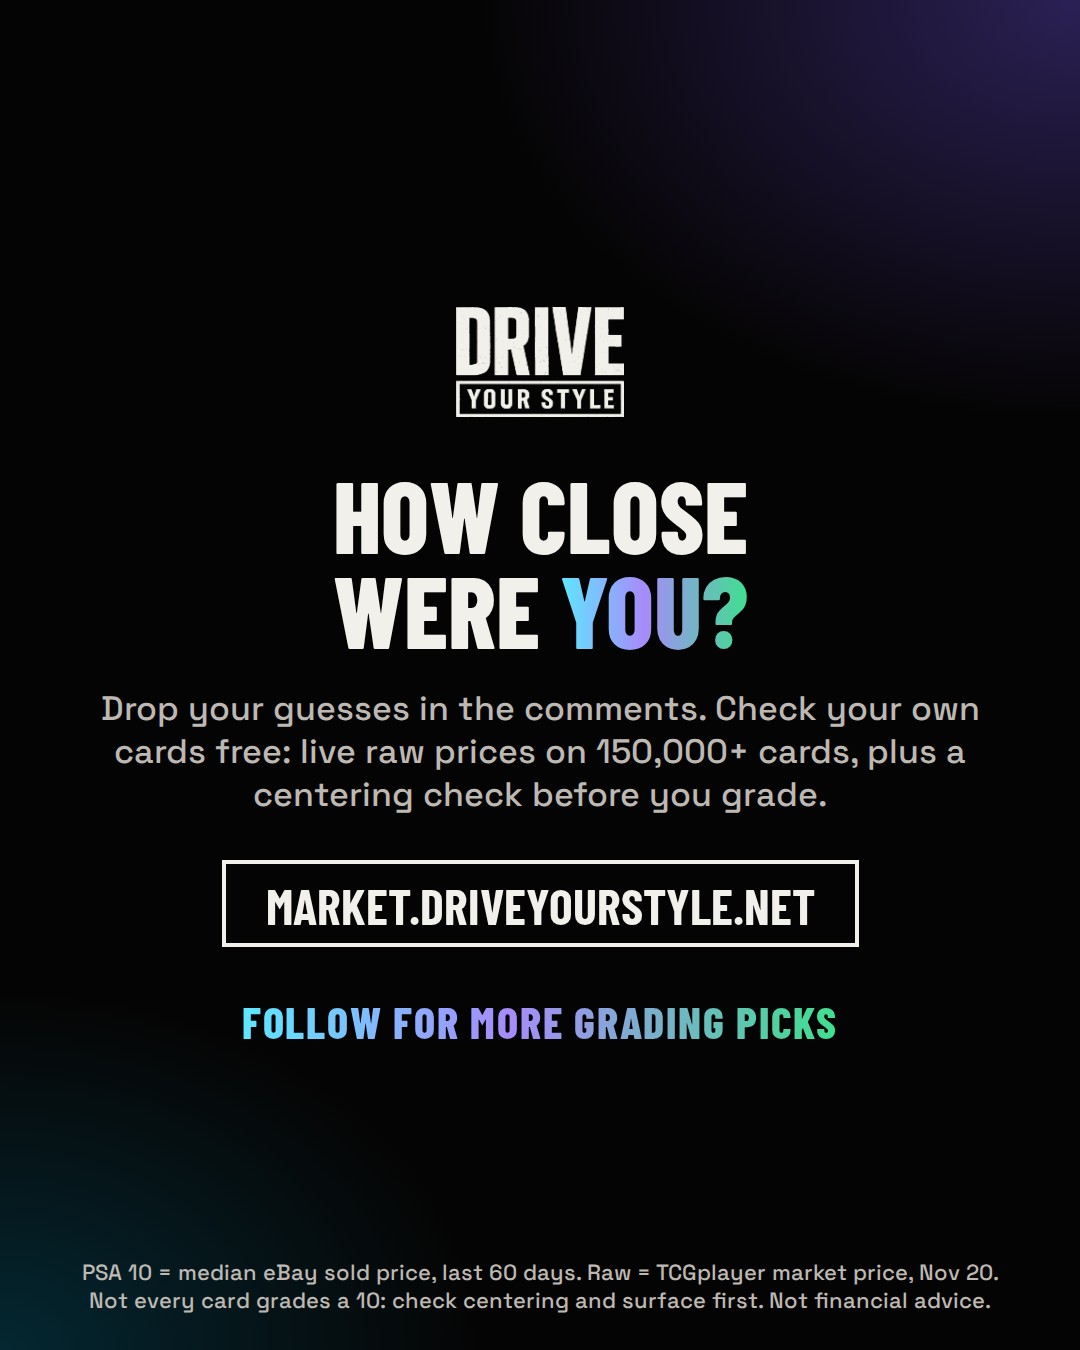 DRIVE
YOUR STYLE
HOW CLOSE
WERE YOU?
Drop your guesses in the comments. Check your own
cards free: live raw prices on 150,000+ cards, plus a
centering check before you grade.
MARKET.DRIVEYOURSTYLE.NET
FOLLOW FOR MORE GRADING PICKS
PSA 10 = median eBay sold price, last 60 days. Raw = TCGplayer market price, Nov 20.
Not every card grades a 10: check centering and surface first. Not financial advice.